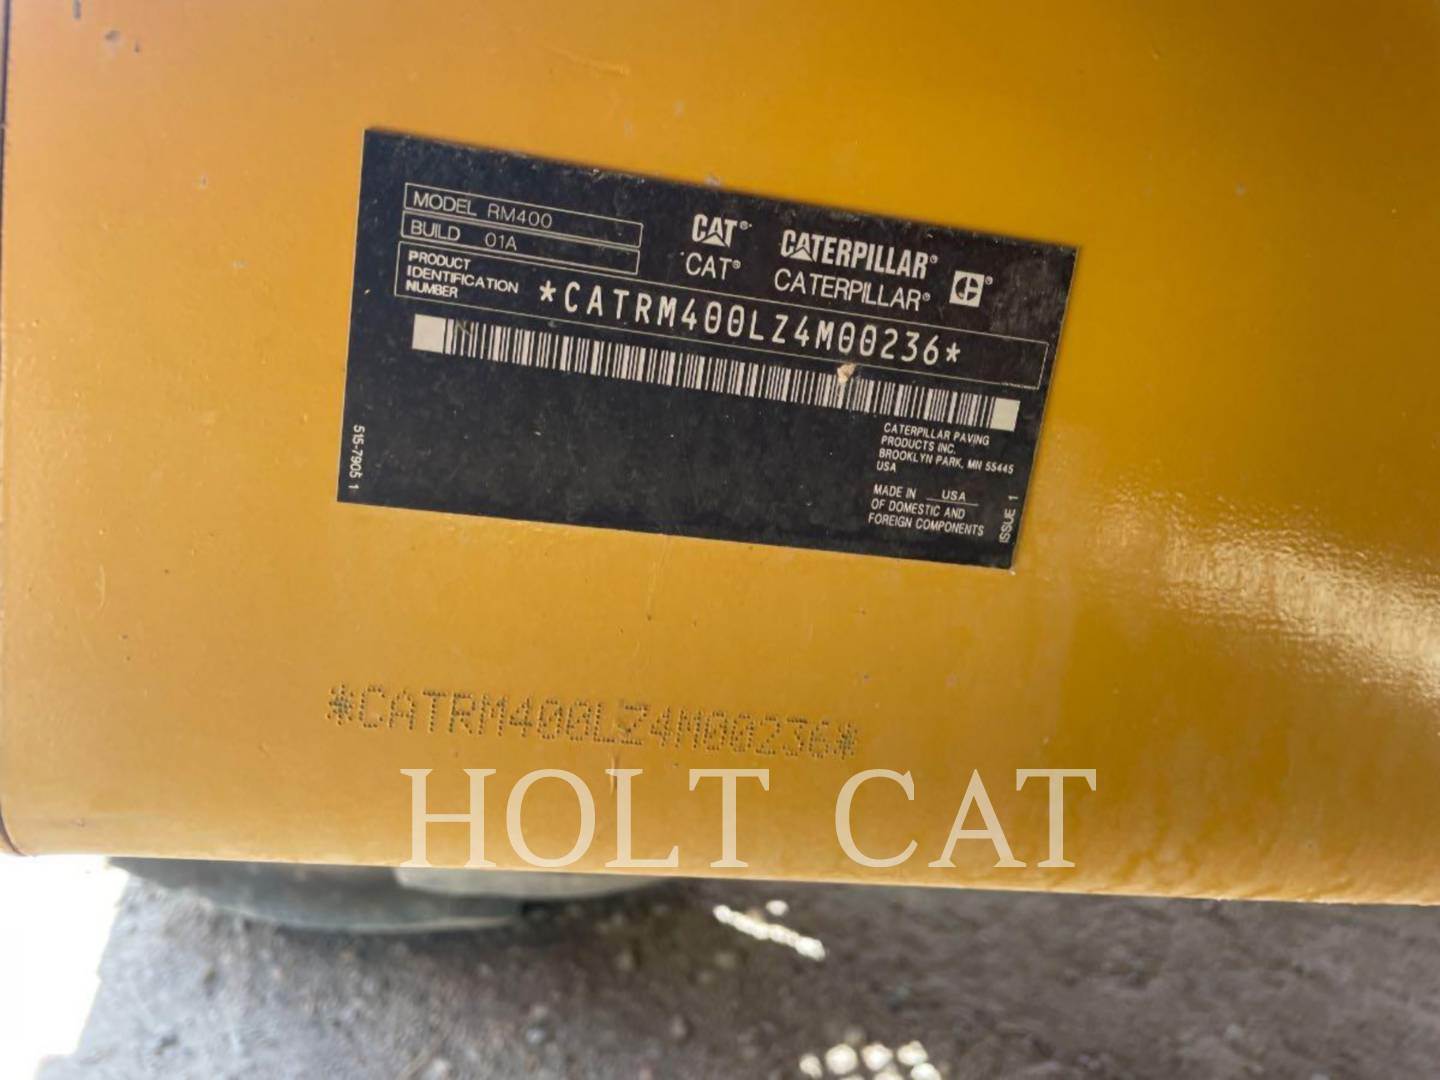 MODEL RM400
BUILD 01A
CAT® CATERPILLAR®
CAT® CATERPILLAR®
PRODUCT
IDENTIFICATION
NUMBER
*CATRM400LZ4M00236*
CATERPILLAR PAVING
PRODUCTS INC.
BROOKLYN PARK, MN 55445
USA
MADE IN USA
OF DOMESTIC AND
FOREIGN COMPONENTS
515-7905 1
ISSUE 1
*CATRM400LZ4M00236*
HOLT CAT